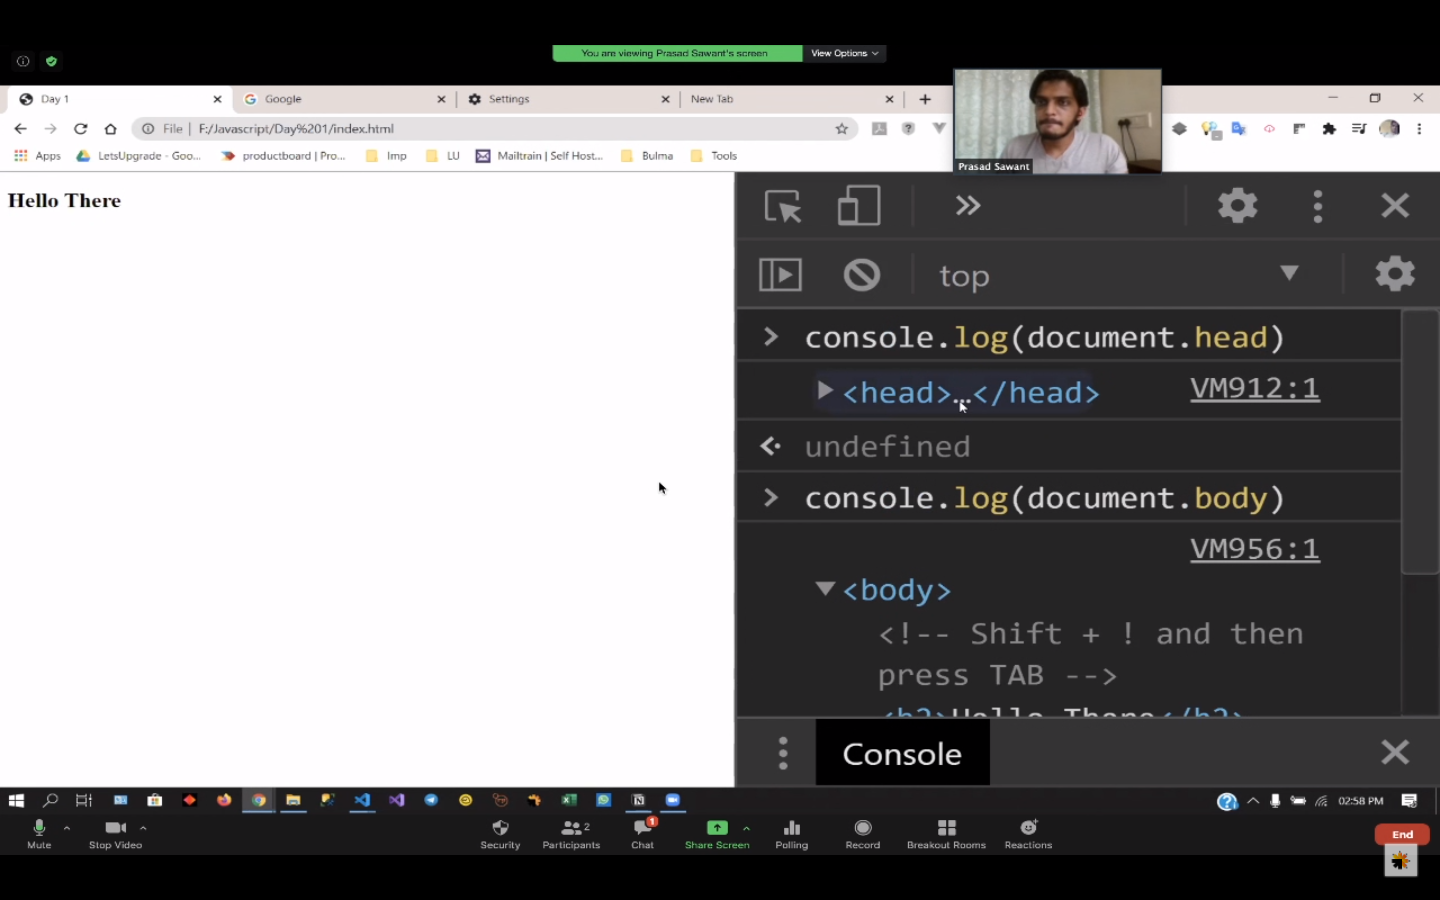 You are viewing Prasad Sawant's screen View Options
Day 1 Google Settings New Tab
File F:/Javascript/Day%201/index.html
Apps LetsUpgrade - Goo... productboard | Pro... Imp LU Mailtrain | Self Host... Bulma Tools
Prasad Sawant
Hello There
top
console.log(document.head)
<head>…</head> VM912:1
undefined
console.log(document.body)
VM956:1
<body>
<!-- Shift + ! and then
press TAB -->
<h2>Hello There</h2>
Console
02:58 PM
Mute Stop Video Security Participants 2 Chat 1 Share Screen Polling Record Breakout Rooms Reactions End